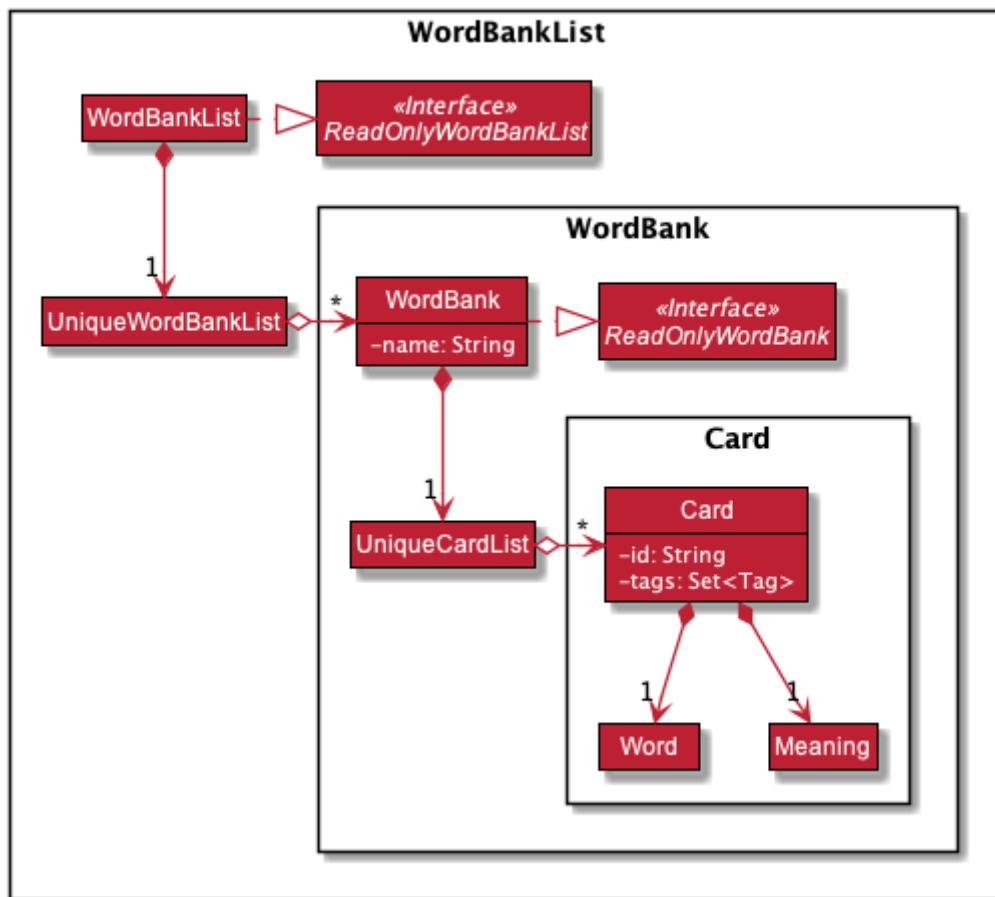 WordBankList
WordBankList
«Interface»
ReadOnlyWordBankList
1
WordBank
UniqueWordBankList
*
WordBank
-name: String
«Interface»
ReadOnlyWordBank
1
Card
UniqueCardList
*
Card
-id: String
-tags: Set<Tag>
1
1
Word
Meaning